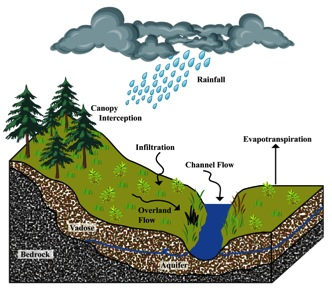 Rainfall
Canopy
Interception
Evapotranspiration
Infiltration
Channel Flow
Overland
Flow
Vadose
Bedrock
Aquifer